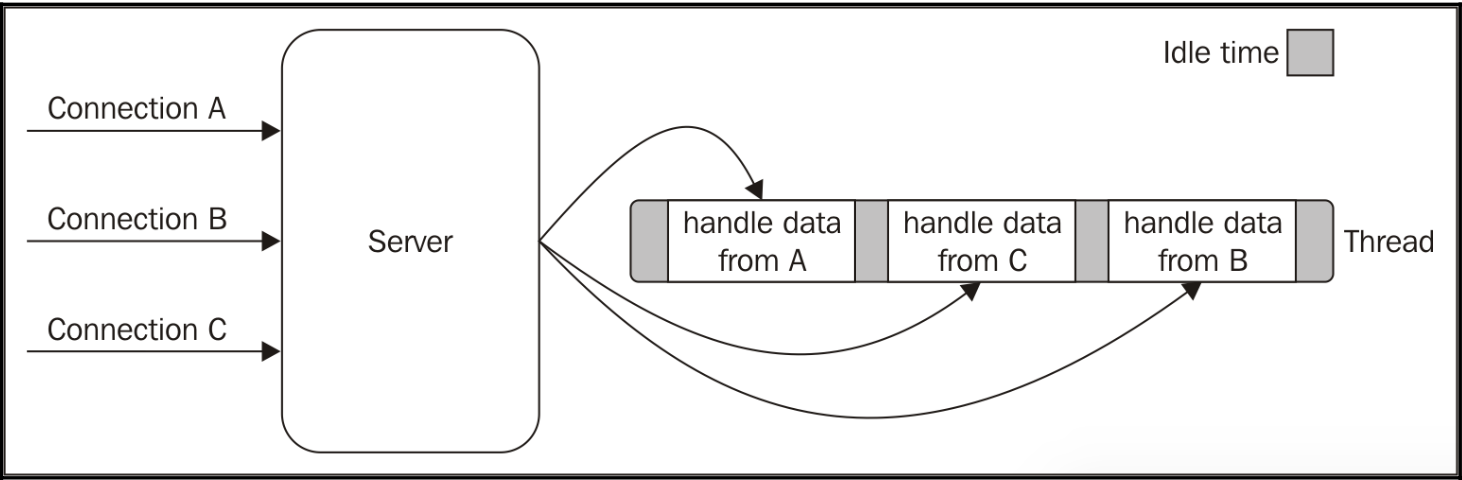 Idle time
Connection A
Connection B
Connection C
Server
handle data
from A
handle data
from C
handle data
from B
Thread